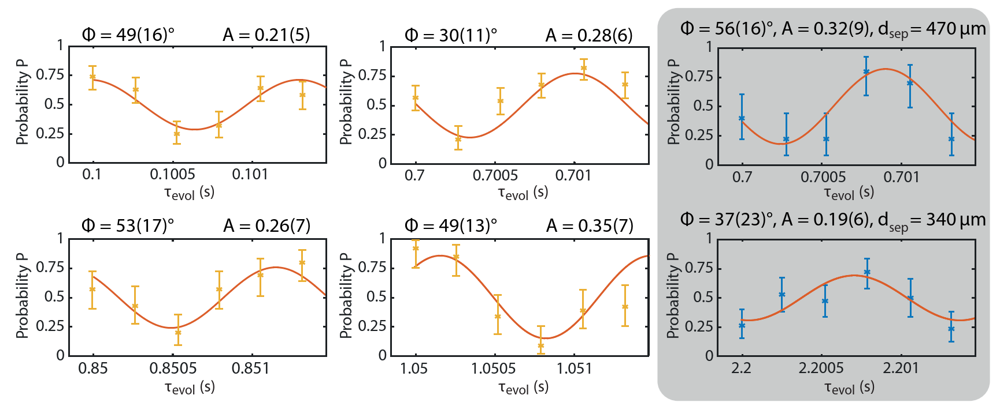 Φ = 49(16)° A = 0.21(5)
1
0.75
0.5
0.25
0
Probability P
0.1 0.1005 0.101
τevol (s)
Φ = 30(11)° A = 0.28(6)
1
0.75
0.5
0.25
0
Probability P
0.7 0.7005 0.701
τevol (s)
Φ = 56(16)°, A = 0.32(9), dsep = 470 μm
1
0.75
0.5
0.25
0
Probability P
0.7 0.7005 0.701
τevol (s)
Φ = 53(17)° A = 0.26(7)
1
0.75
0.5
0.25
0
Probability P
0.85 0.8505 0.851
τevol (s)
Φ = 49(13)° A = 0.35(7)
1
0.75
0.5
0.25
0
Probability P
1.05 1.0505 1.051
τevol (s)
Φ = 37(23)°, A = 0.19(6), dsep = 340 μm
1
0.75
0.5
0.25
0
Probability P
2.2 2.2005 2.201
τevol (s)